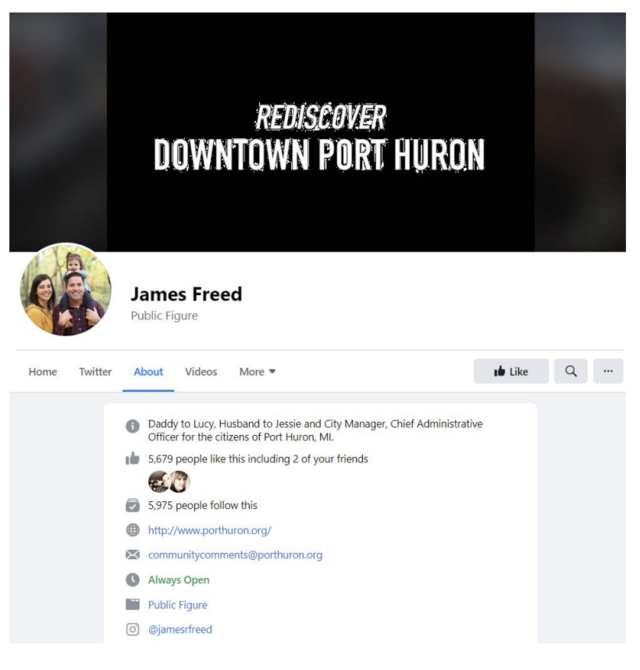 REDISCOVER
DOWNTOWN PORT HURON
James Freed
Public Figure
Home Twitter About Videos More
Like
Daddy to Lucy, Husband to Jessie and City Manager, Chief Administrative
Officer for the citizens of Port Huron, MI.
5,679 people like this including 2 of your friends
5,975 people follow this
http://www.porthuron.org/
communitycomments@porthuron.org
Always Open
Public Figure
@jamesrfreed